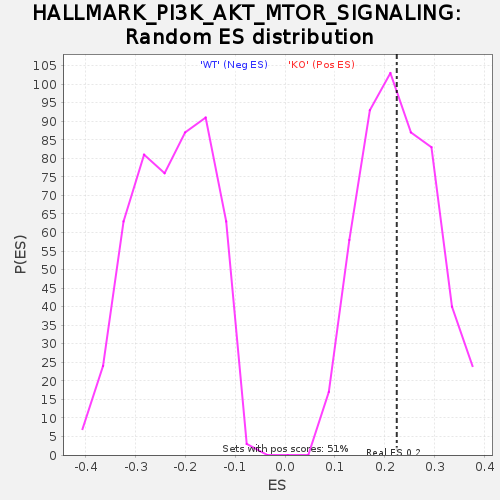 HALLMARK_PI3K_AKT_MTOR_SIGNALING:
Random ES distribution
'WT' (Neg ES) 'KO' (Pos ES)
105
100
95
90
85
80
75
70
65
60
55
50
45
40
35
30
25
20
15
10
5
0
P(ES)
Sets with pos scores: 51%
Real ES 0.2
-0.4 -0.3 -0.2 -0.1 0.0 0.1 0.2 0.3 0.4
ES